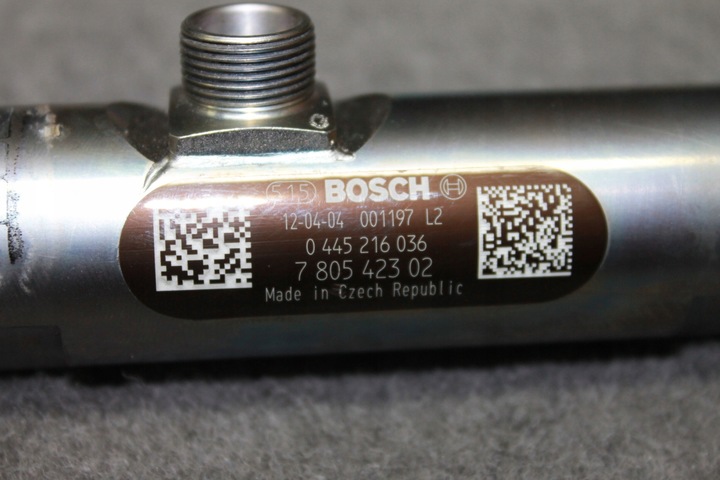 515 BOSCH
12-04-04 001197 L2
0 445 216 036
7 805 423 02
Made in Czech Republic